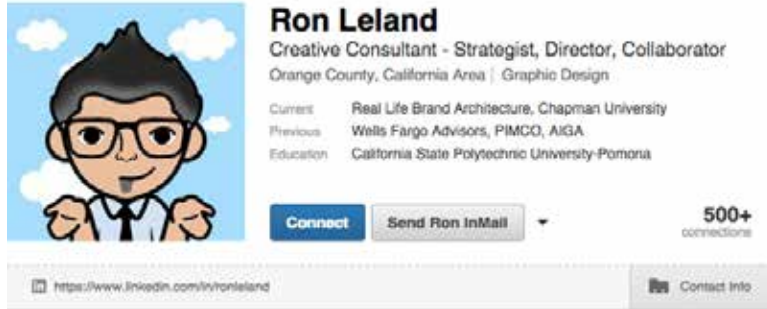 Ron Leland
Creative Consultant - Strategist, Director, Collaborator
Orange County, California Area | Graphic Design
Current Real Life Brand Architecture, Chapman University
Previous Wells Fargo Advisors, PIMCO, AIGA
Education California State Polytechnic University-Pomona
Connect Send Ron InMail 500+
connections
in https://www.linkedin.com/in/ronleland Contact Info